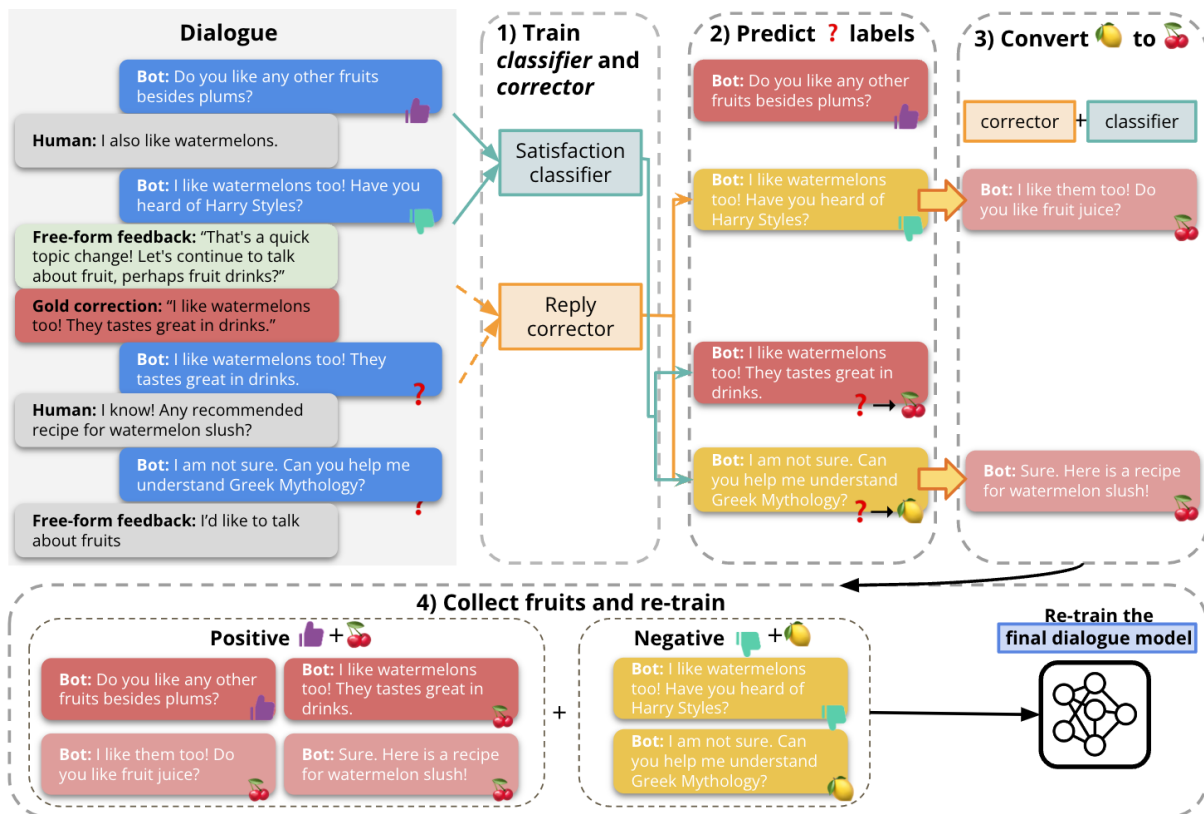 Dialogue
Bot: Do you like any other fruits
besides plums?
Human: I also like watermelons.
Bot: I like watermelons too! Have you
heard of Harry Styles?
Free-form feedback: “That's a quick
topic change! Let's continue to talk
about fruit, perhaps fruit drinks?”
Gold correction: “I like watermelons
too! They tastes great in drinks.”
Bot: I like watermelons too! They
tastes great in drinks.
?
Human: I know! Any recommended
recipe for watermelon slush?
Bot: I am not sure. Can you help me
understand Greek Mythology?
?
Free-form feedback: I’d like to talk
about fruits
1) Train
classifier and
corrector
Satisfaction
classifier
Reply
corrector
2) Predict ? labels
Bot: Do you like any other
fruits besides plums?
Bot: I like watermelons
too! Have you heard of
Harry Styles?
Bot: I like watermelons
too! They tastes great in
drinks.
? →
Bot: I am not sure. Can
you help me understand
Greek Mythology?
? →
3) Convert to
corrector + classifier
Bot: I like them too! Do
you like fruit juice?
Bot: Sure. Here is a recipe
for watermelon slush!
4) Collect fruits and re-train
Positive +
Bot: Do you like any other
fruits besides plums?
Bot: I like watermelons
too! They tastes great in
drinks.
Bot: I like them too! Do
you like fruit juice?
Bot: Sure. Here is a recipe
for watermelon slush!
+
Negative +
Bot: I like watermelons
too! Have you heard of
Harry Styles?
Bot: I am not sure. Can
you help me understand
Greek Mythology?
Re-train the
final dialogue model